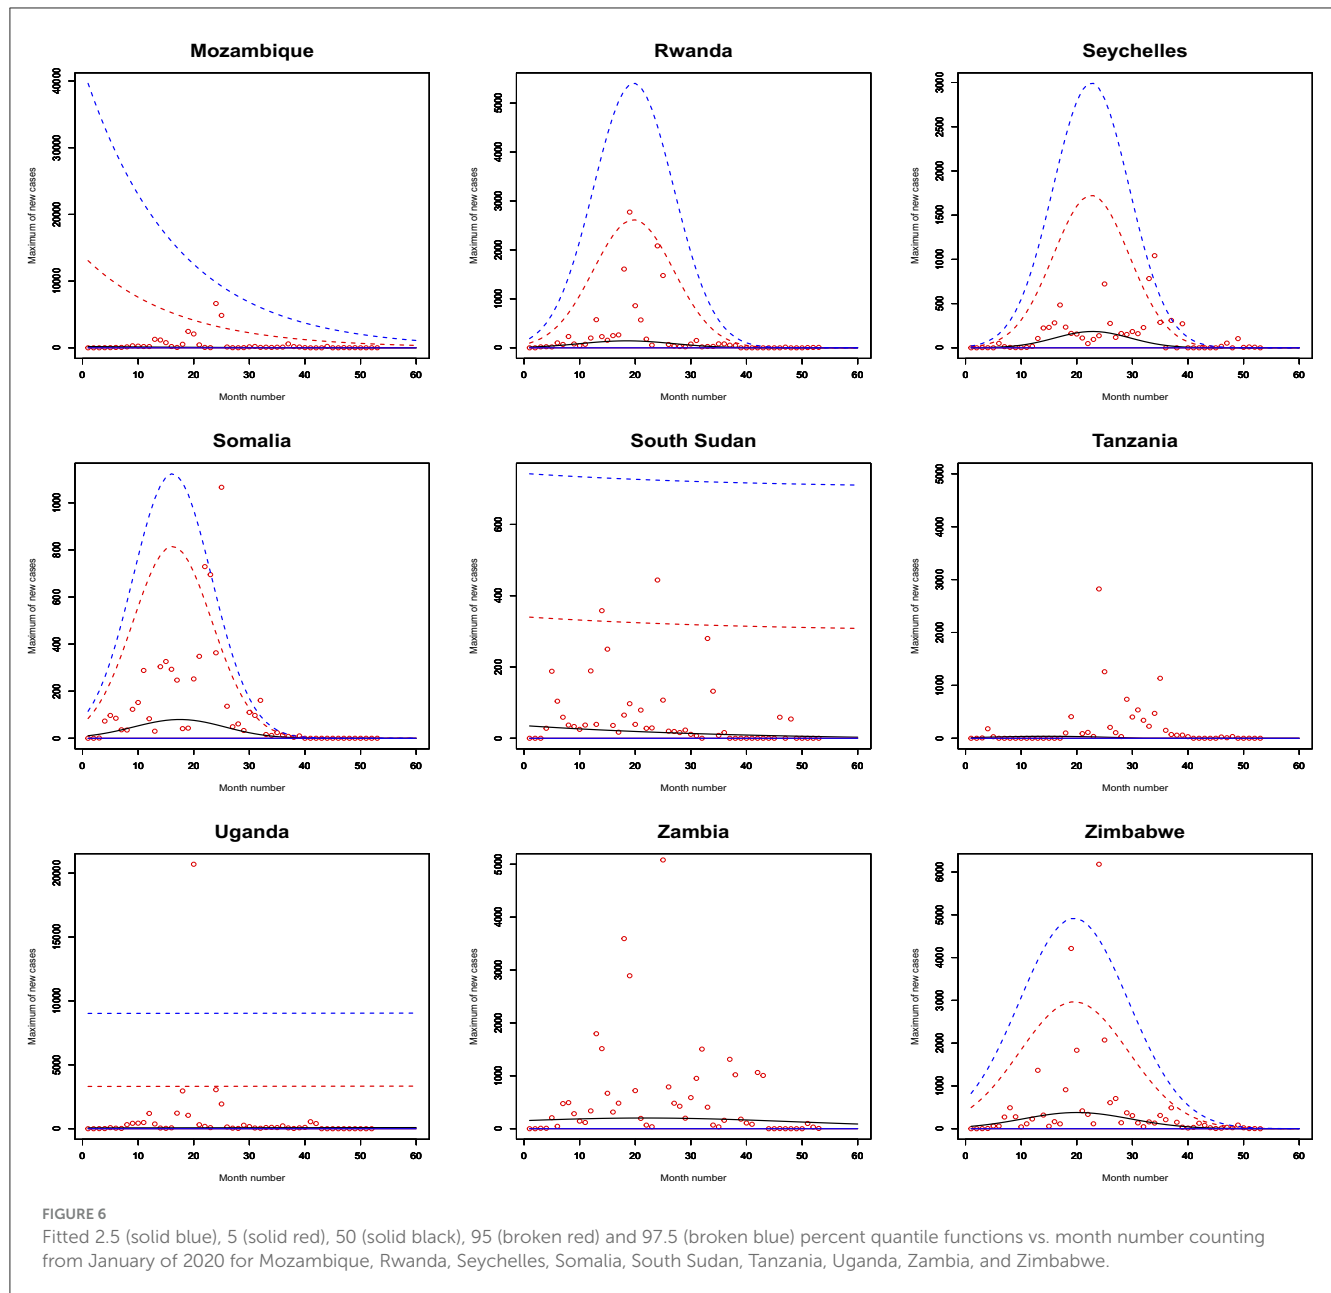 Mozambique
Maximum of new cases
0 10000 20000 30000 40000
0 10 20 30 40 50 60
Month number
Rwanda
Maximum of new cases
0 1000 2000 3000 4000 5000
0 10 20 30 40 50 60
Month number
Seychelles
Maximum of new cases
0 500 1000 1500 2000 2500 3000
0 10 20 30 40 50 60
Month number
Somalia
Maximum of new cases
0 200 400 600 800 1000
0 10 20 30 40 50 60
Month number
South Sudan
Maximum of new cases
0 200 400 600
0 10 20 30 40 50 60
Month number
Tanzania
Maximum of new cases
0 1000 2000 3000 4000 5000
0 10 20 30 40 50 60
Month number
Uganda
Maximum of new cases
0 5000 10000 15000 20000
0 10 20 30 40 50 60
Month number
Zambia
Maximum of new cases
0 1000 2000 3000 4000 5000
0 10 20 30 40 50 60
Month number
Zimbabwe
Maximum of new cases
0 1000 2000 3000 4000 5000 6000
0 10 20 30 40 50 60
Month number
FIGURE 6
Fitted 2.5 (solid blue), 5 (solid red), 50 (solid black), 95 (broken red) and 97.5 (broken blue) percent quantile functions vs. month number counting
from January of 2020 for Mozambique, Rwanda, Seychelles, Somalia, South Sudan, Tanzania, Uganda, Zambia, and Zimbabwe.